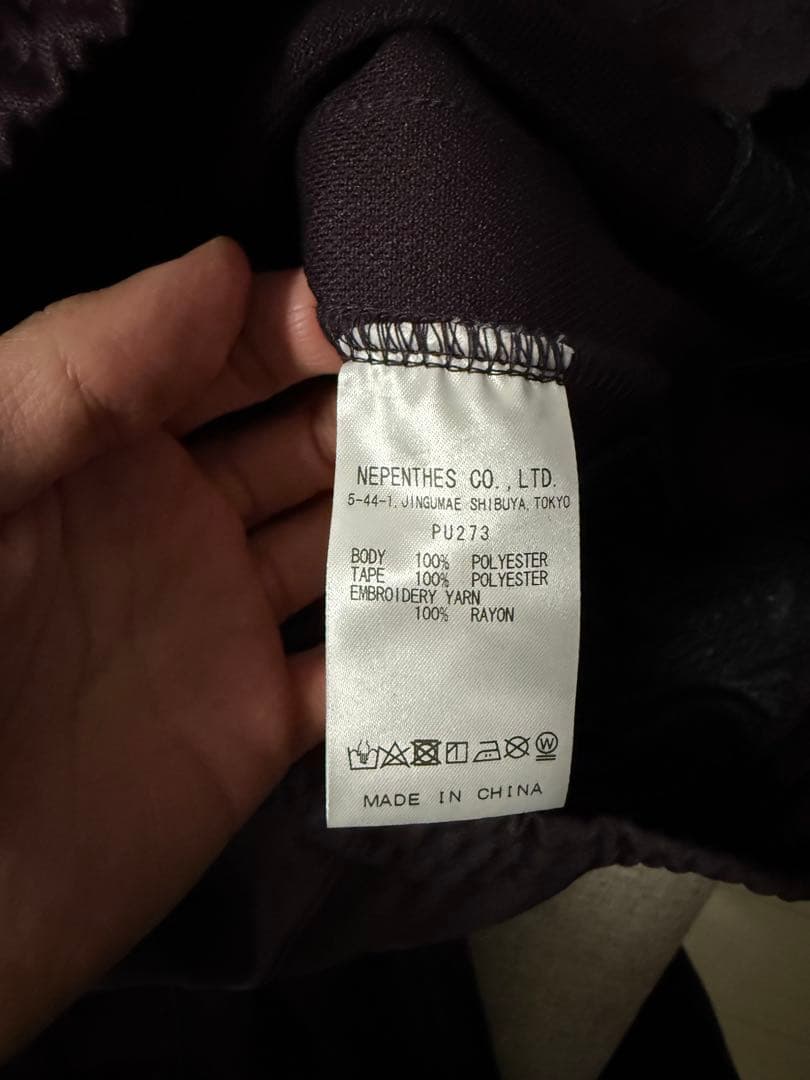 NEPENTHES CO.,LTD.
5-44-1, JINGUMAE SHIBUYA, TOKYO
PU273
BODY 100% POLYESTER
TAPE 100% POLYESTER
EMBROIDERY YARN
100% RAYON
W
MADE IN CHINA